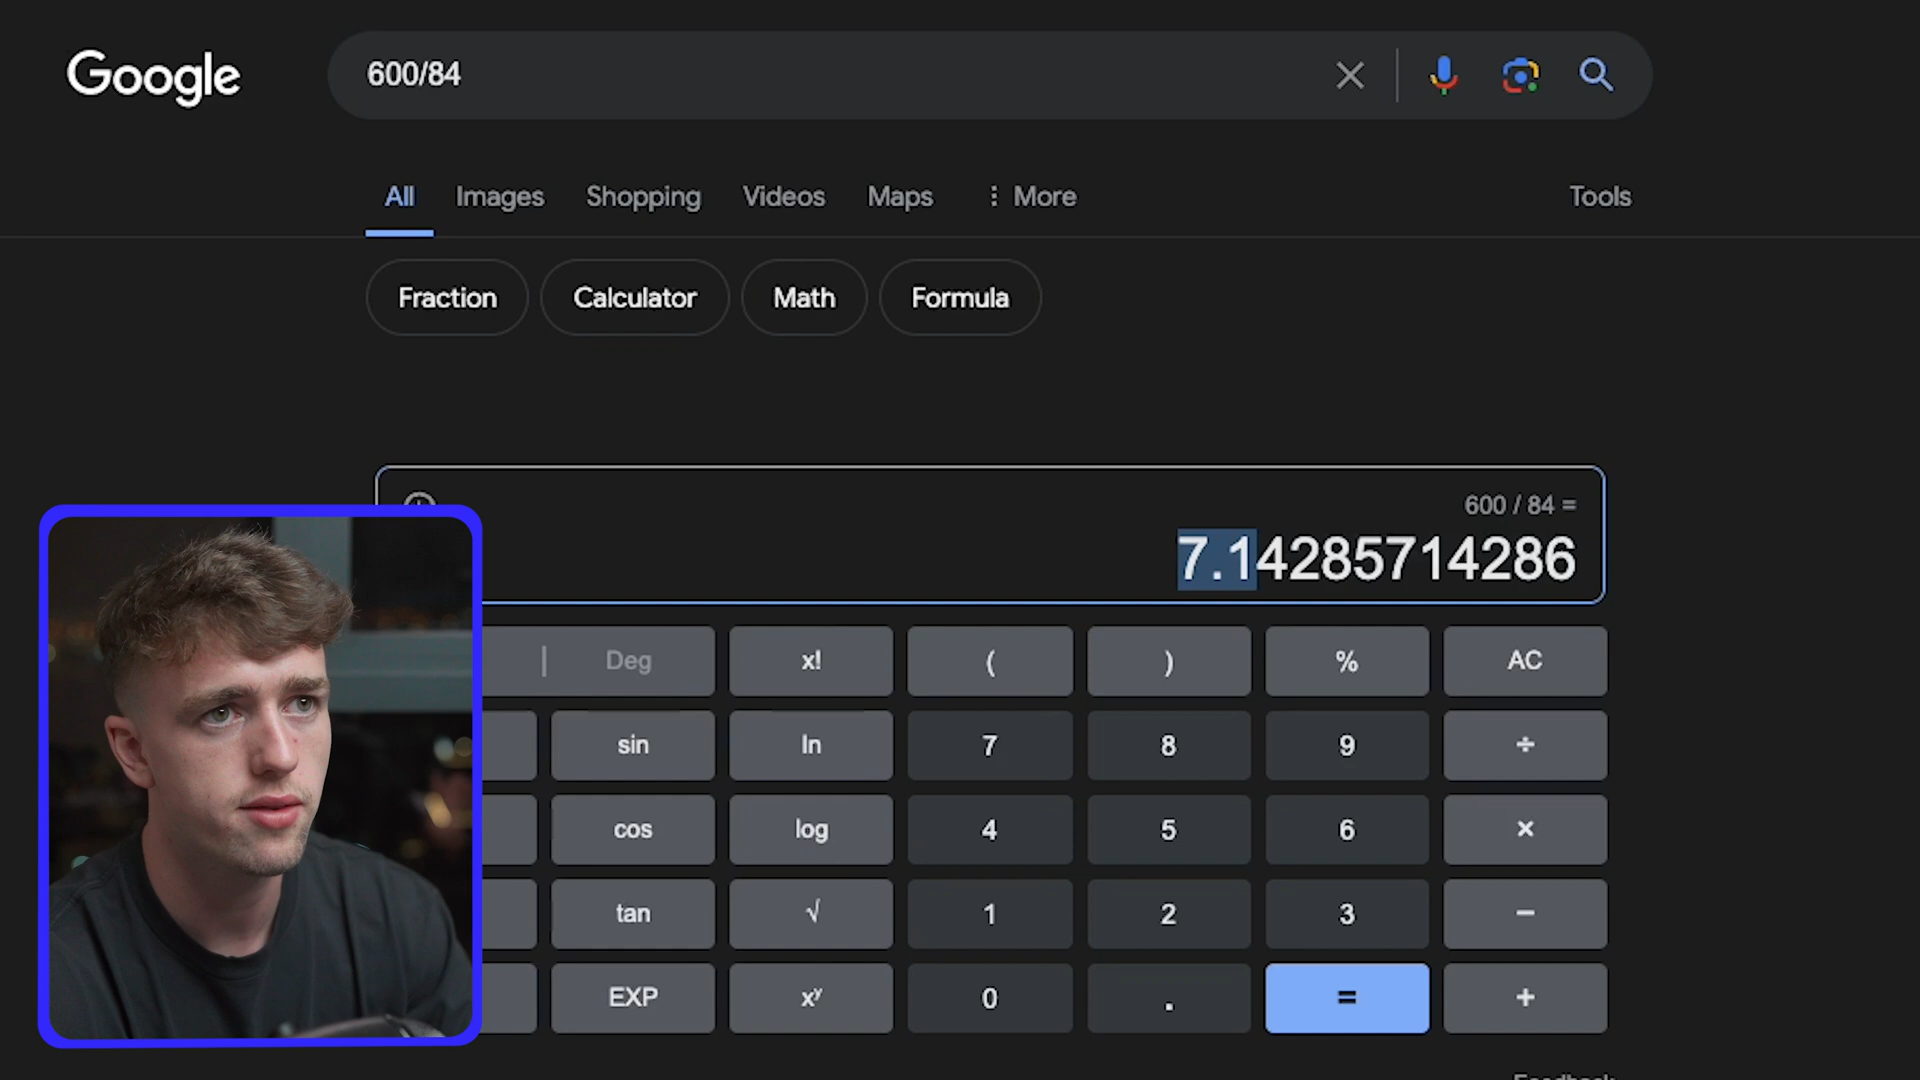 Google
600/84
All Images Shopping Videos Maps More Tools
Fraction Calculator Math Formula
600 / 84 =
7.14285714286
| Deg x! ( ) % AC
sin ln 7 8 9 ÷
cos log 4 5 6 ×
tan √ 1 2 3 −
EXP xʸ 0 . = +